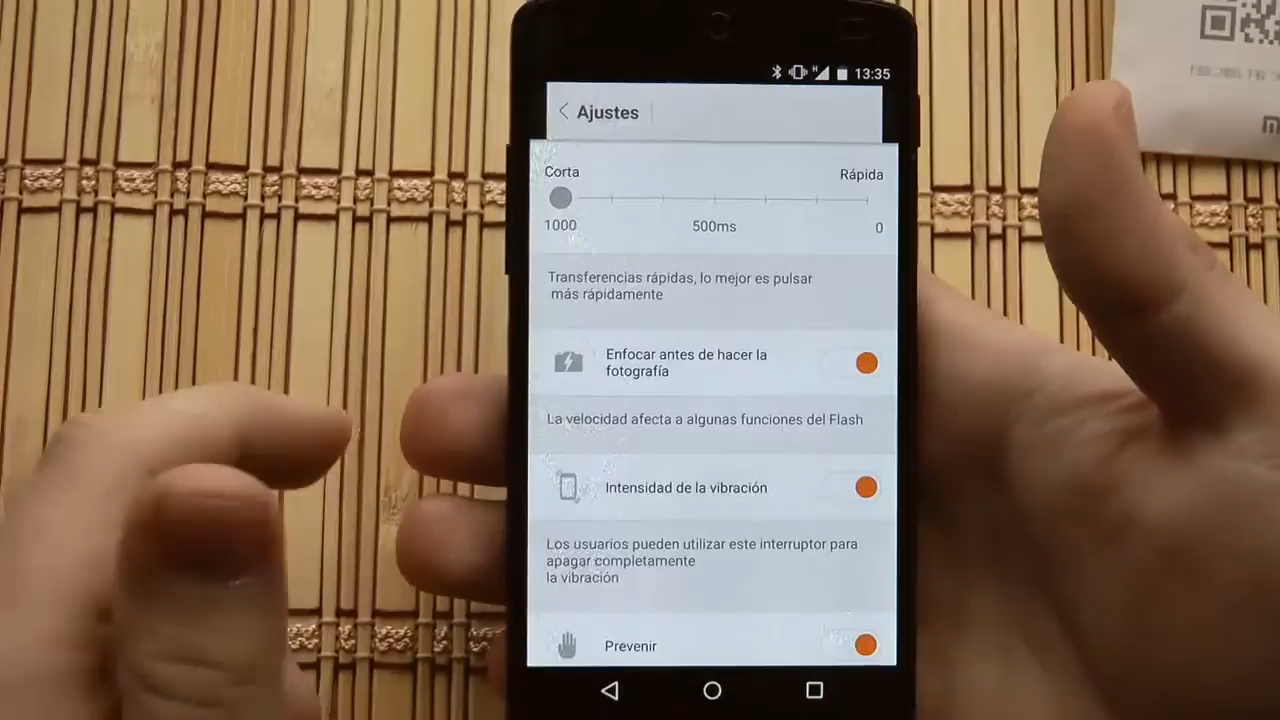 13:35
Ajustes
Corta
Rápida
1000
500ms
0
Transferencias rápidas, lo mejor es pulsar
más rápidamente
Enfocar antes de hacer la
fotografía
La velocidad afecta a algunas funciones del Flash
Intensidad de la vibración
Los usuarios pueden utilizar este interruptor para
apagar completamente
la vibración
Prevenir